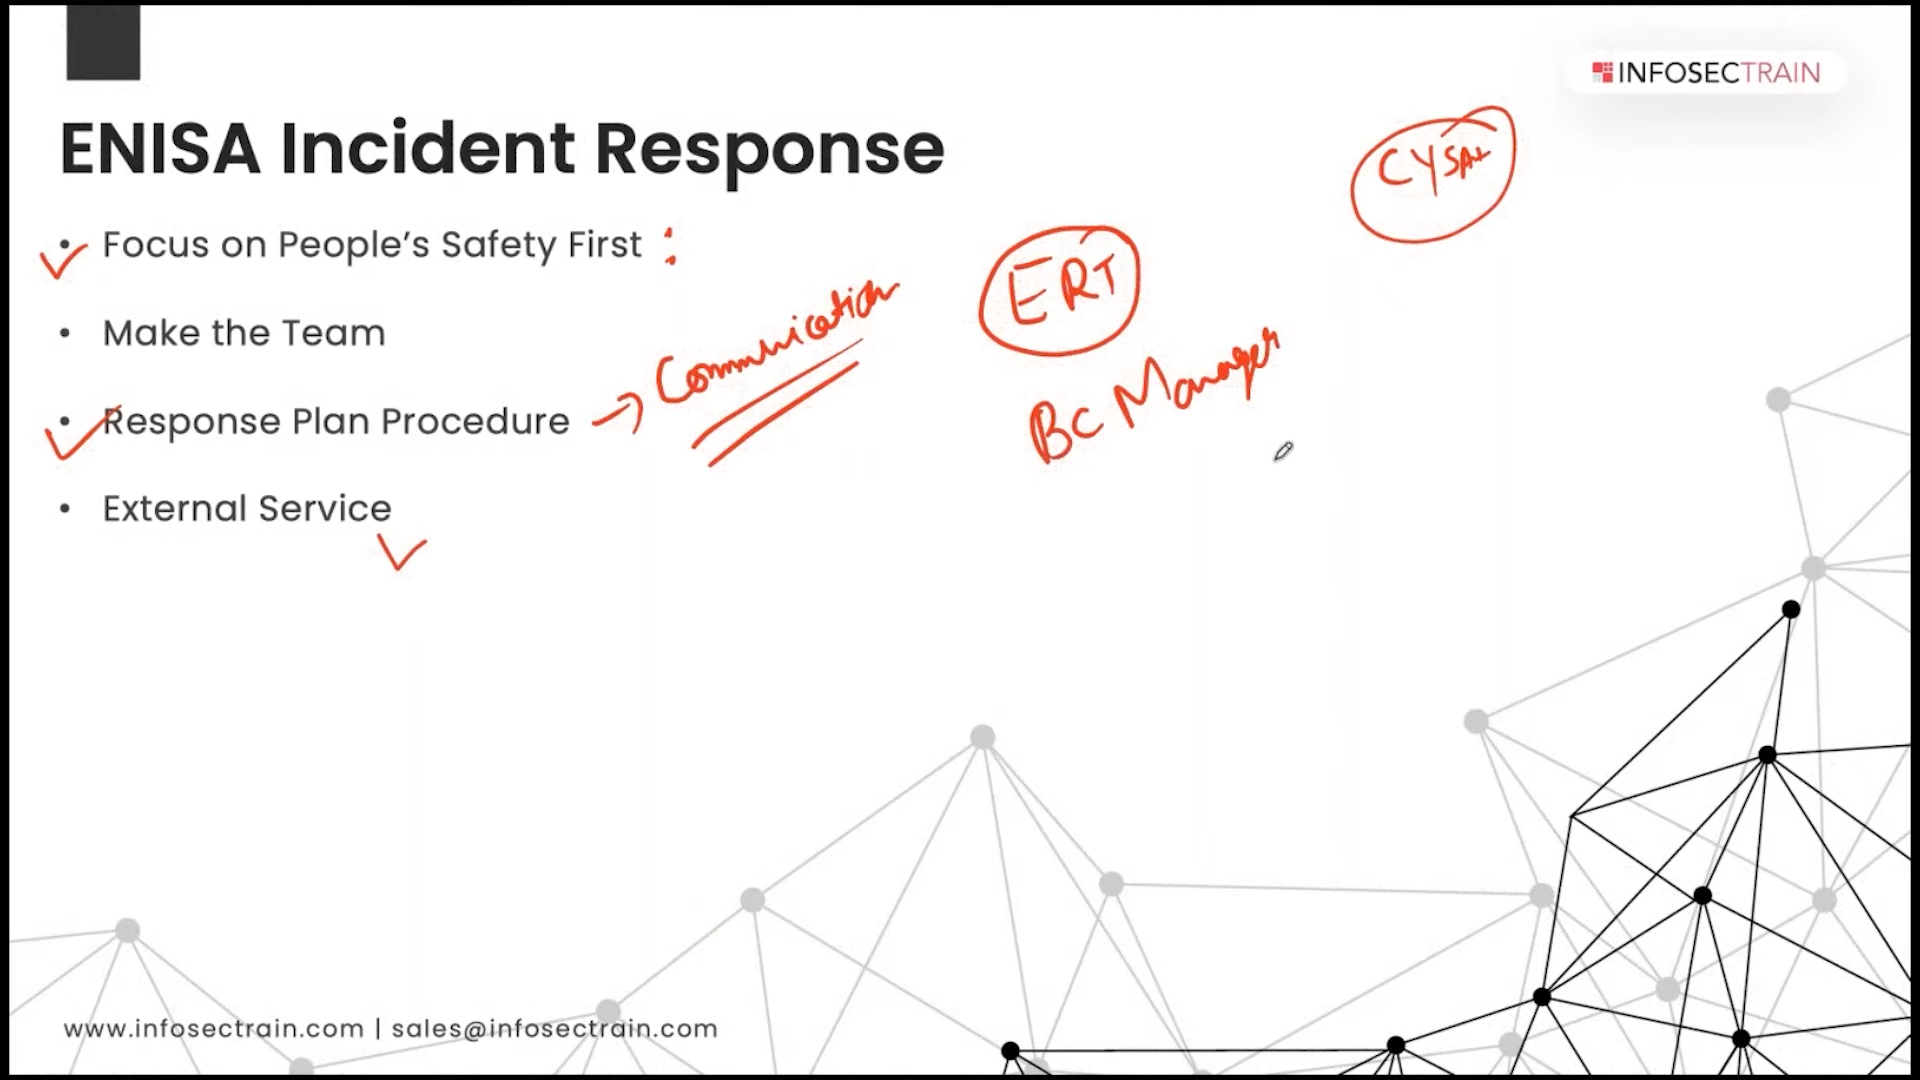 INFOSECTRAIN
ENISA Incident Response
CYSA+
• Focus on People's Safety First :
ERT
• Make the Team
Communication
BC Manager
• Response Plan Procedure →
• External Service
www.infosectrain.com | sales@infosectrain.com